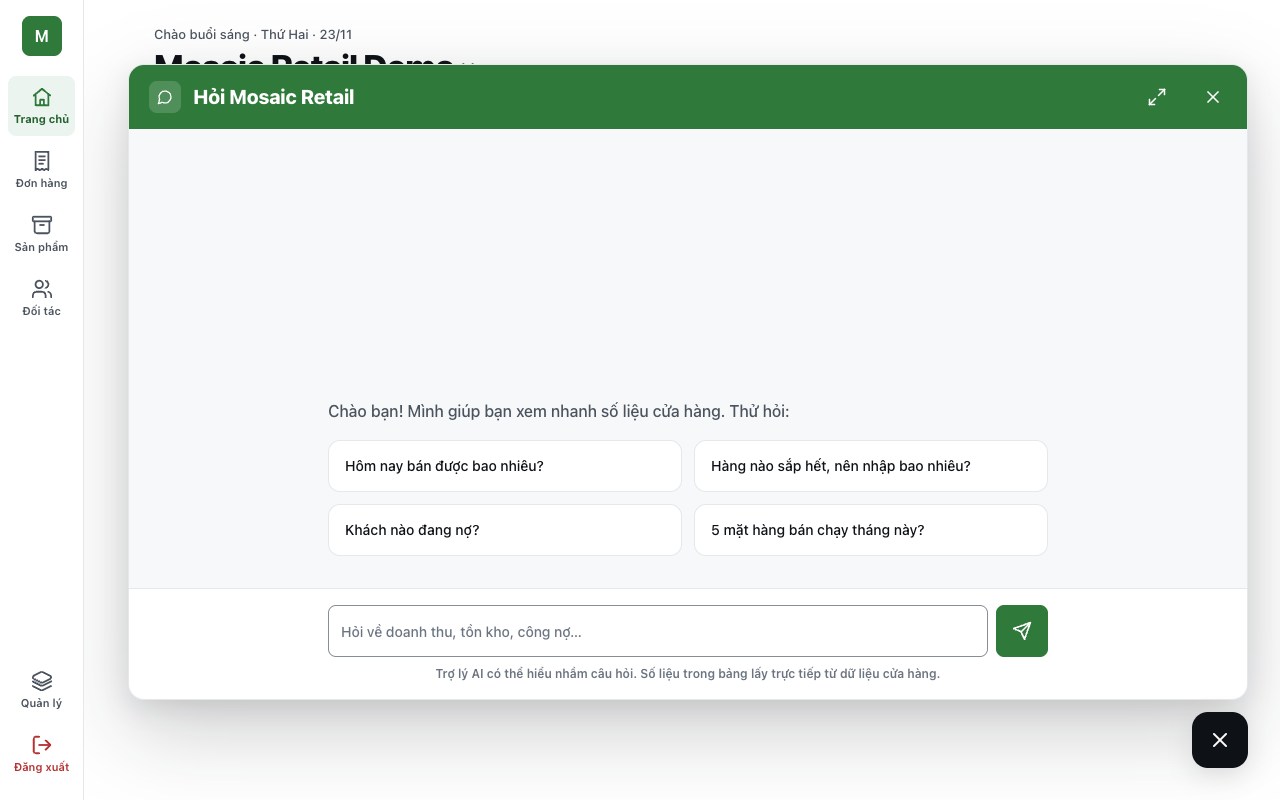 M
Trang chủ
Đơn hàng
Sản phẩm
Đối tác
Quản lý
Đăng xuất
Chào buổi sáng · Thứ Hai · 23/11
Mosaic Retail Demo
Hỏi Mosaic Retail
Chào bạn! Mình giúp bạn xem nhanh số liệu cửa hàng. Thử hỏi:
Hôm nay bán được bao nhiêu?
Hàng nào sắp hết, nên nhập bao nhiêu?
Khách nào đang nợ?
5 mặt hàng bán chạy tháng này?
Hỏi về doanh thu, tồn kho, công nợ...
Trợ lý AI có thể hiểu nhầm câu hỏi. Số liệu trong bảng lấy trực tiếp từ dữ liệu cửa hàng.